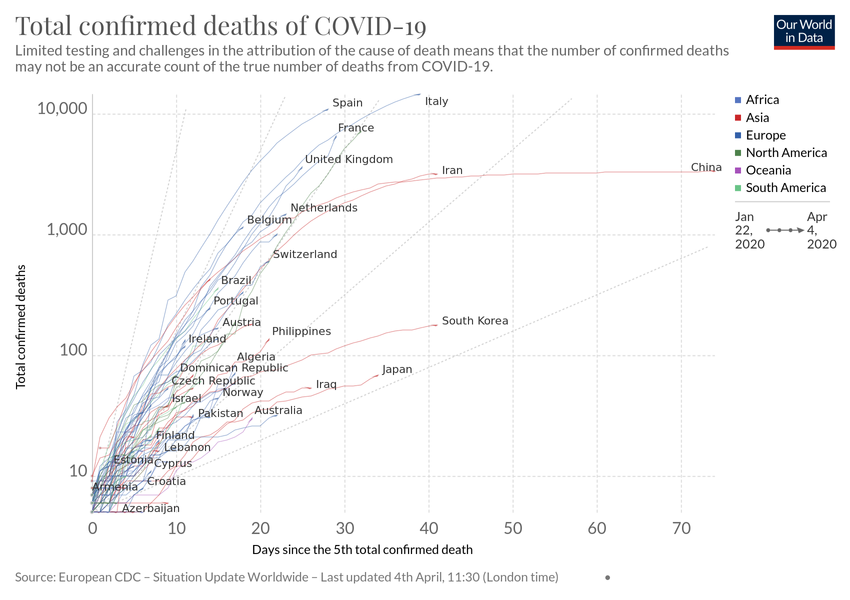 Total confirmed deaths of COVID-19
Our World
in Data
Limited testing and challenges in the attribution of the cause of death means that the number of confirmed deaths
may not be an accurate count of the true number of deaths from COVID-19.
10,000
1,000
100
10
Total confirmed deaths
Spain
Italy
France
United Kingdom
Iran
China
Netherlands
Belgium
Switzerland
Brazil
Portugal
Austria
South Korea
Philippines
Ireland
Algeria
Dominican Republic
Japan
Czech Republic
Iraq
Norway
Israel
Australia
Pakistan
Finland
Lebanon
Estonia
Cyprus
Croatia
Armenia
Azerbaijan
0
10
20
30
40
50
60
70
Days since the 5th total confirmed death
Africa
Asia
Europe
North America
Oceania
South America
Jan
22,
2020
Apr
4,
2020
Source: European CDC – Situation Update Worldwide – Last updated 4th April, 11:30 (London time)